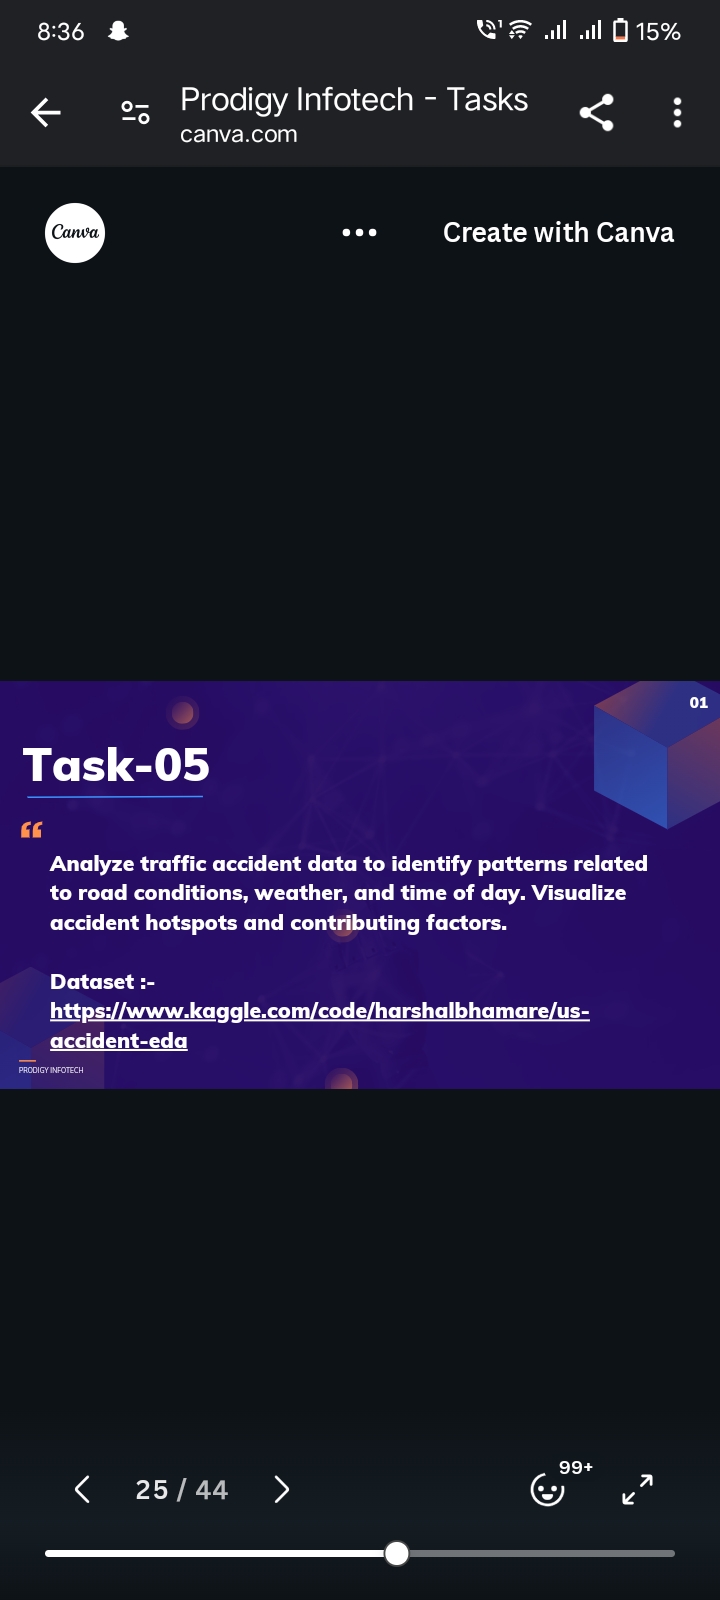 8:36
15%
Prodigy Infotech - Tasks
canva.com
Canva
Create with Canva
01
Task-05
“
Analyze traffic accident data to identify patterns related
to road conditions, weather, and time of day. Visualize
accident hotspots and contributing factors.
Dataset :-
https://www.kaggle.com/code/harshalbhamare/us-
accident-eda
PRODIGY INFOTECH
99+
25 / 44